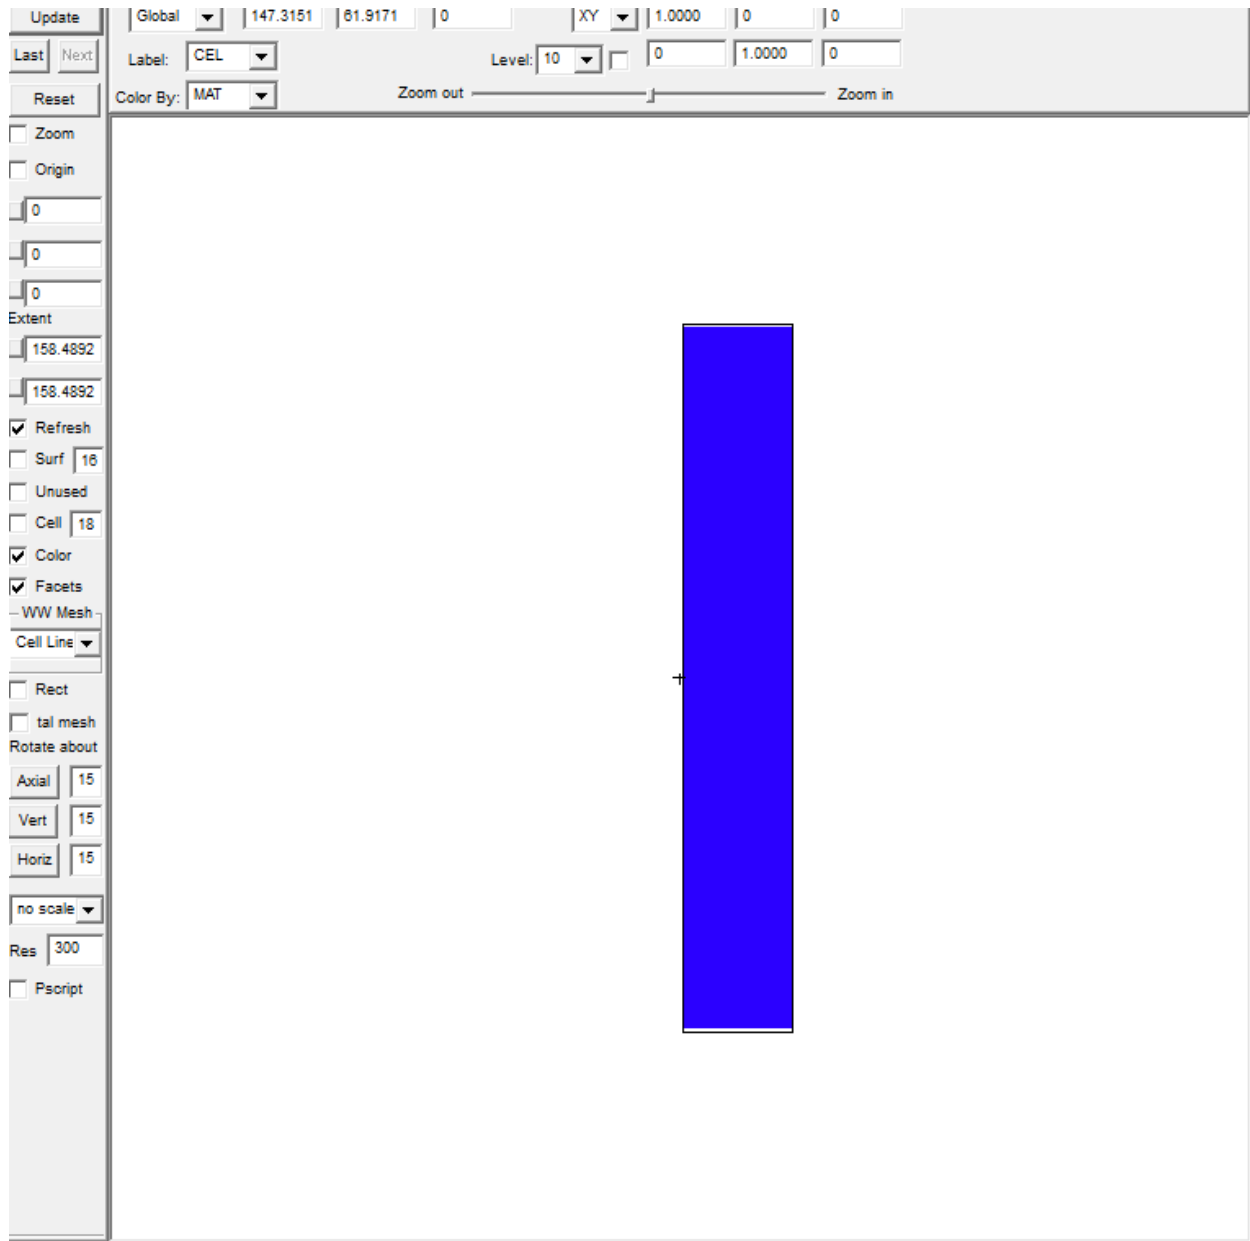 Update Global 147.3151 61.9171 0 XY 1.0000 0 0
Last Next Label: CEL Level: 10 0 1.0000 0
Reset Color By: MAT Zoom out Zoom in
Zoom
Origin
0
0
0
Extent
158.4892
158.4892
Refresh
Surf 16
Unused
Cell 18
Color
Facets
WW Mesh
Cell Line
Rect
tal mesh
Rotate about
Axial 15
Vert 15
Horiz 15
no scale
Res 300
Pscript